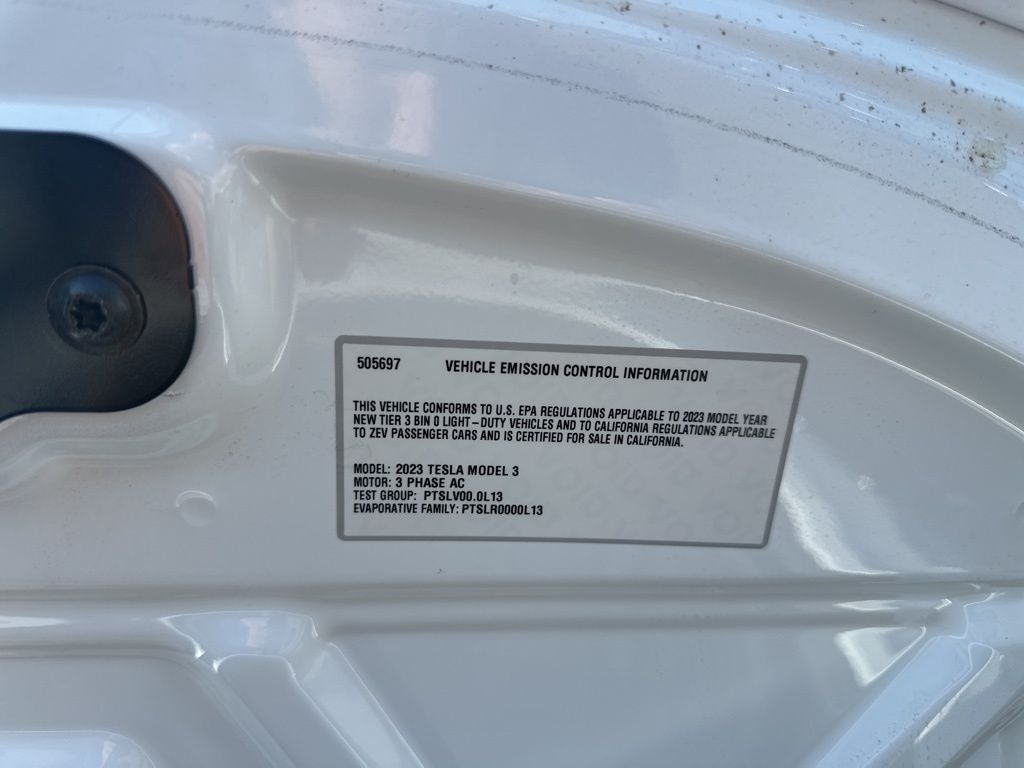 505697 VEHICLE EMISSION CONTROL INFORMATION
THIS VEHICLE CONFORMS TO U.S. EPA REGULATIONS APPLICABLE TO 2023 MODEL YEAR
NEW TIER 3 BIN 0 LIGHT-DUTY VEHICLES AND TO CALIFORNIA REGULATIONS APPLICABLE
TO ZEV PASSENGER CARS AND IS CERTIFIED FOR SALE IN CALIFORNIA.
MODEL: 2023 TESLA MODEL 3
MOTOR: 3 PHASE AC
TEST GROUP: PTSLV00.0L13
EVAPORATIVE FAMILY: PTSLR0000L13